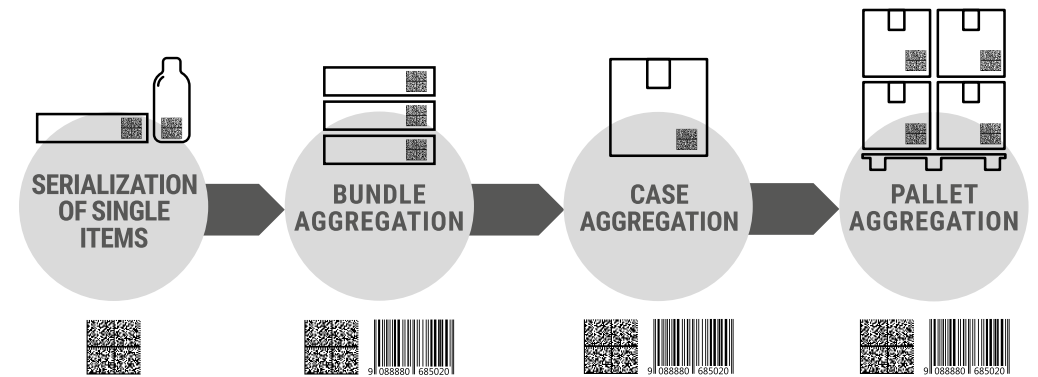 SERIALIZATION
OF SINGLE
ITEMS
BUNDLE
AGGREGATION
CASE
AGGREGATION
PALLET
AGGREGATION
9 088880 685020
9 088880 685020
9 088880 685020